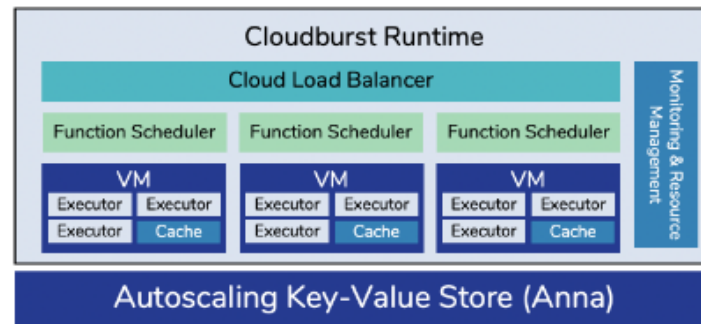 Cloudburst Runtime
Cloud Load Balancer
Function Scheduler
Function Scheduler
Function Scheduler
VM
Executor
Executor
Executor
Cache
VM
Executor
Executor
Executor
Cache
VM
Executor
Executor
Executor
Cache
Monitoring & Resource
Management
Autoscaling Key-Value Store (Anna)